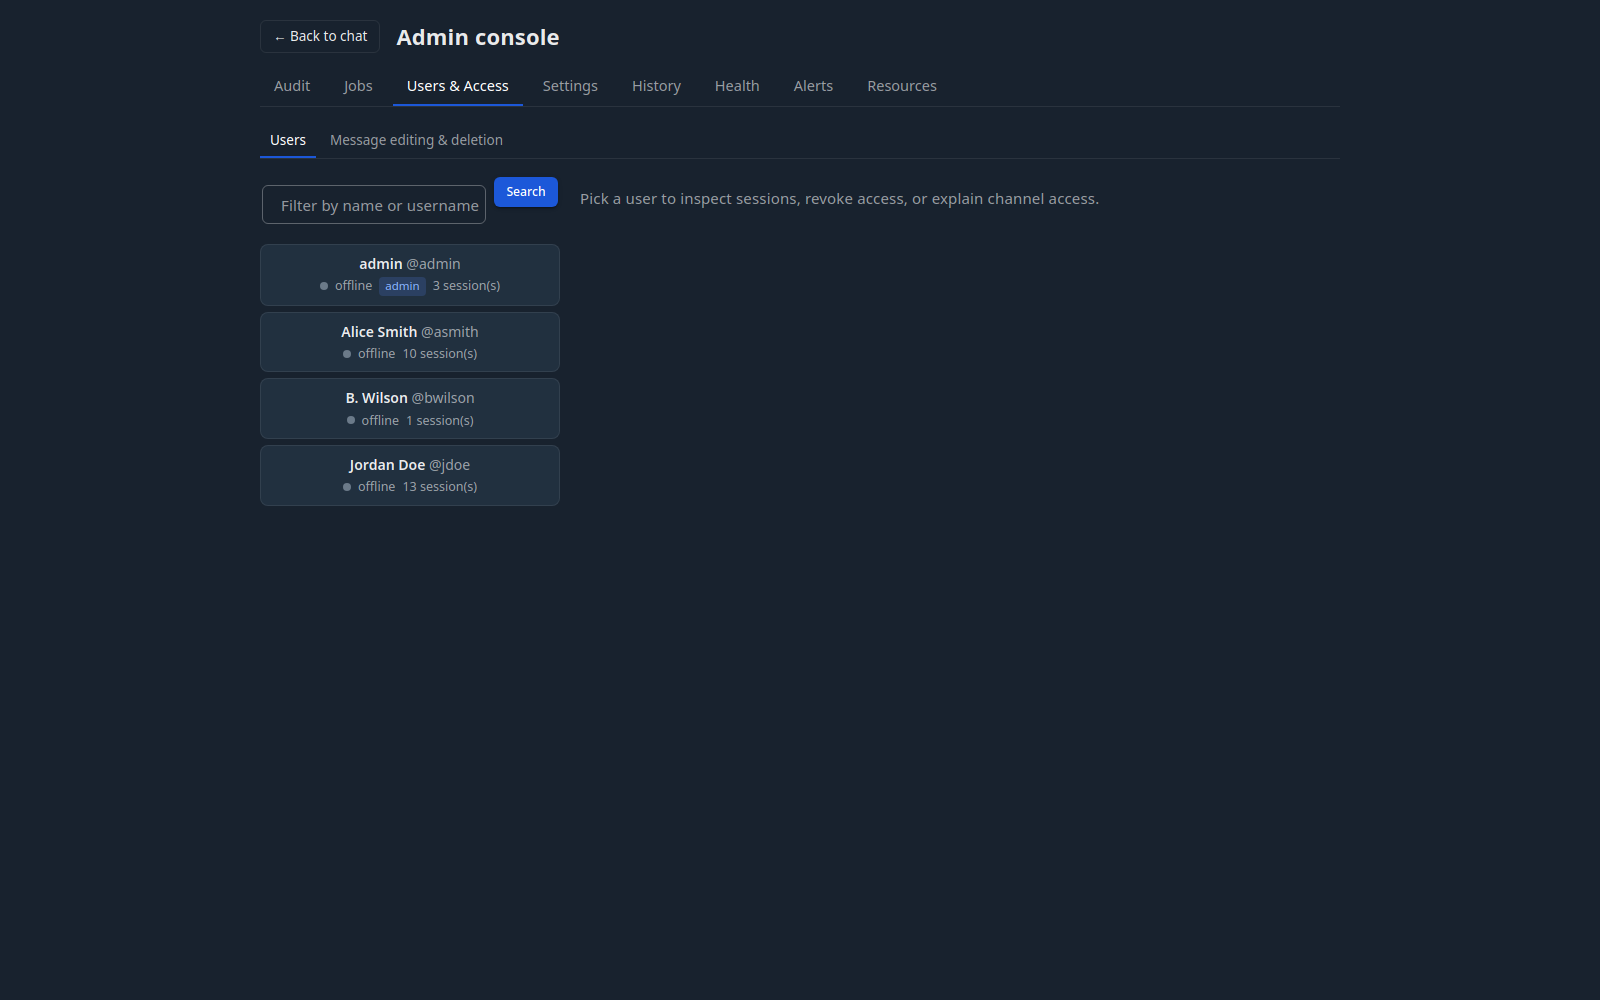 ← Back to chat
Admin console
Audit
Jobs
Users & Access
Settings
History
Health
Alerts
Resources
Users
Message editing & deletion
Filter by name or username
Search
Pick a user to inspect sessions, revoke access, or explain channel access.
admin @admin
offline admin 3 session(s)
Alice Smith @asmith
offline 10 session(s)
B. Wilson @bwilson
offline 1 session(s)
Jordan Doe @jdoe
offline 13 session(s)